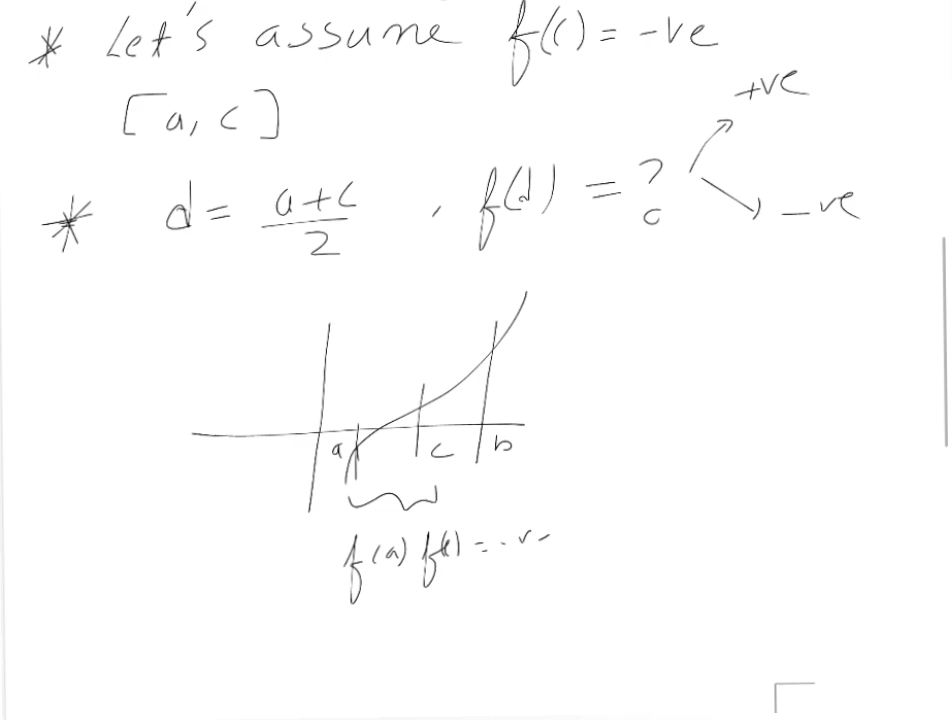 * Let's assume f(c) = -ve
+ve
[a, c]
* d = a+c/2 , f(d) = ? -ve
a c b
f(a) f(c) = -ve